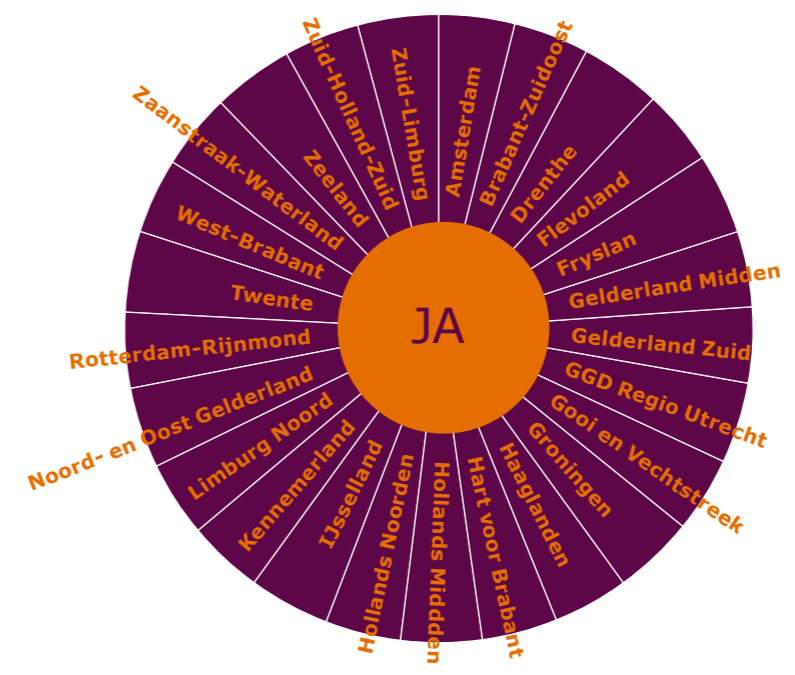 JA
Amsterdam
Brabant-Zuidoost
Drenthe
Flevoland
Fryslan
Gelderland Midden
Gelderland Zuid
GGD Regio Utrecht
Gooi en Vechtstreek
Groningen
Haaglanden
Hart voor Brabant
Hollands Midden
Hollands Noorden
IJsselland
Kennemerland
Limburg Noord
Noord- en Oost Gelderland
Rotterdam-Rijnmond
Twente
West-Brabant
Zaanstraak-Waterland
Zeeland
Zuid-Holland-Zuid
Zuid-Limburg